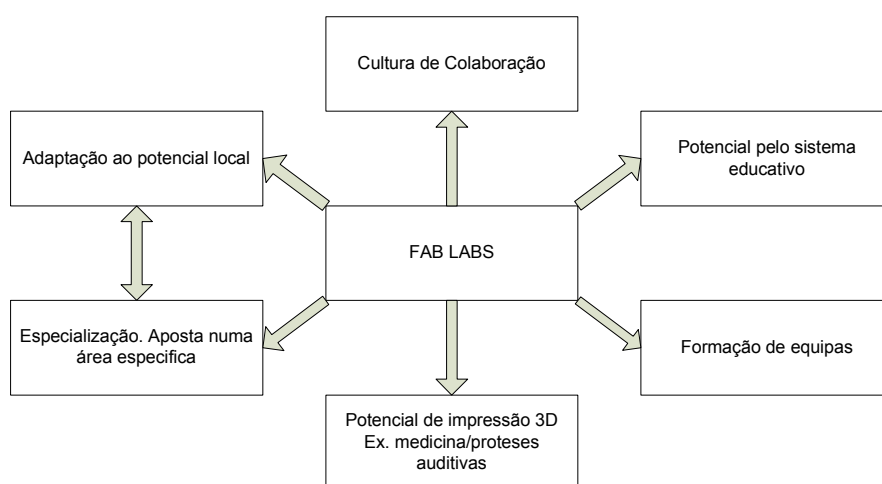 Cultura de Colaboração
Adaptação ao potencial local
Potencial pelo sistema
educativo
FAB LABS
Especialização. Aposta numa
área especifica
Formação de equipas
Potencial de impressão 3D
Ex. medicina/proteses
auditivas